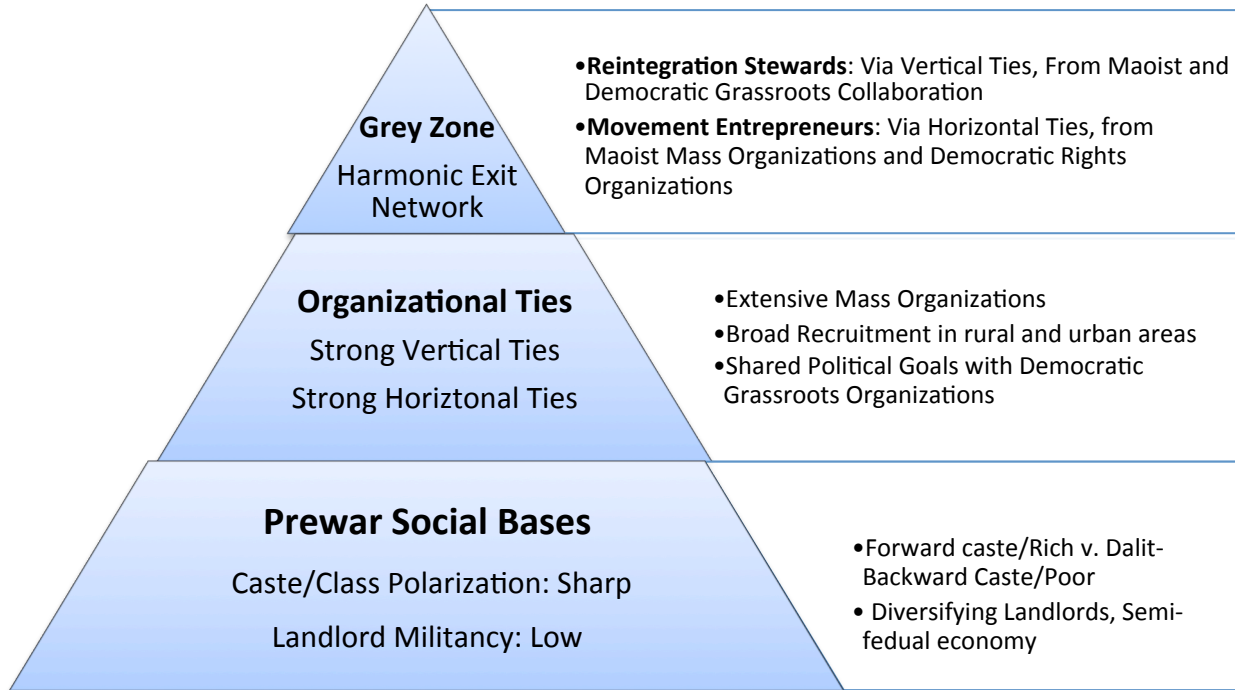 Grey Zone
Harmonic Exit
Network
•Reintegration Stewards: Via Vertical Ties, From Maoist and
Democratic Grassroots Collaboration
•Movement Entrepreneurs: Via Horizontal Ties, from
Maoist Mass Organizations and Democratic Rights
Organizations
Organizational Ties
Strong Vertical Ties
Strong Horiztonal Ties
•Extensive Mass Organizations
•Broad Recruitment in rural and urban areas
•Shared Political Goals with Democratic
Grassroots Organizations
Prewar Social Bases
Caste/Class Polarization: Sharp
Landlord Militancy: Low
•Forward caste/Rich v. Dalit-
Backward Caste/Poor
• Diversifying Landlords, Semi-
fedual economy